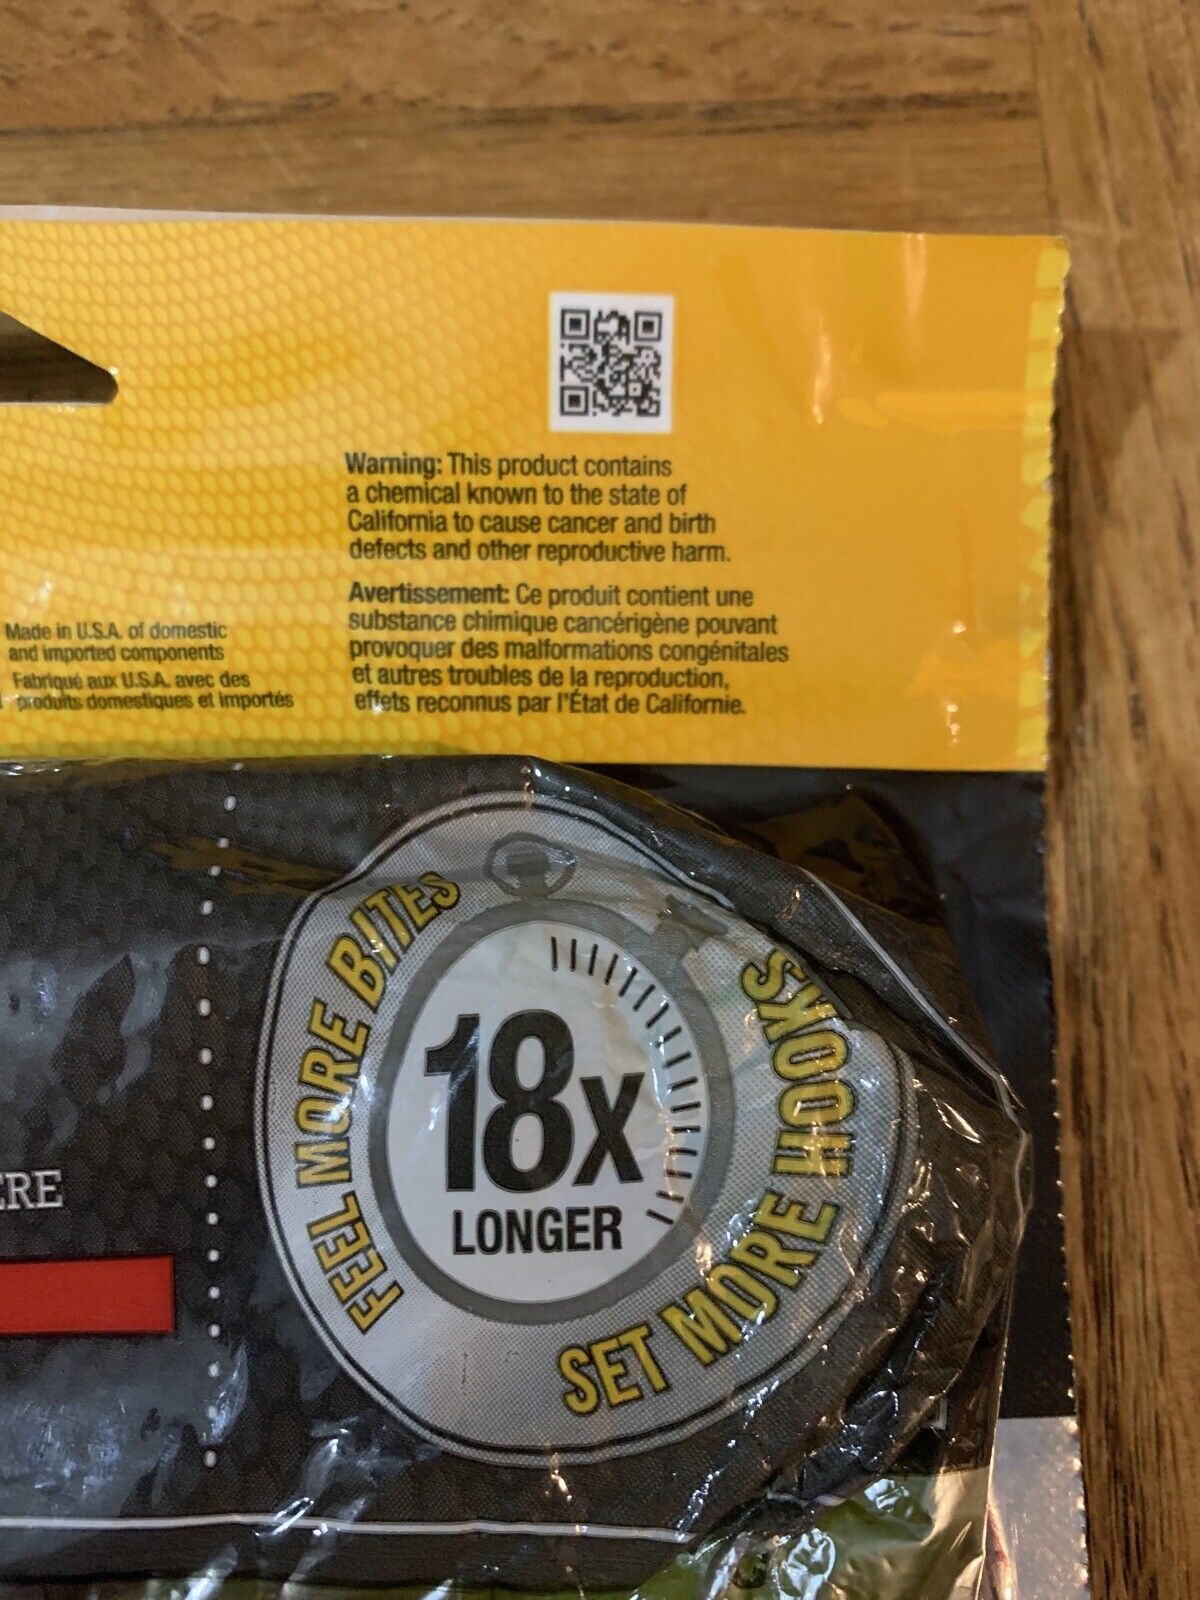 Warning: This product contains
a chemical known to the state of
California to cause cancer and birth
defects and other reproductive harm.
Avertissement: Ce produit contient une
substance chimique cancérigène pouvant
provoquer des malformations congénitales
et autres troubles de la reproduction,
effets reconnus par l'État de Californie.
Made in U.S.A. of domestic
and imported components
Fabriqué aux U.S.A. avec des
produits domestiques et importés
FEEL MORE BITES
18x
LONGER
SET MORE HOOKS